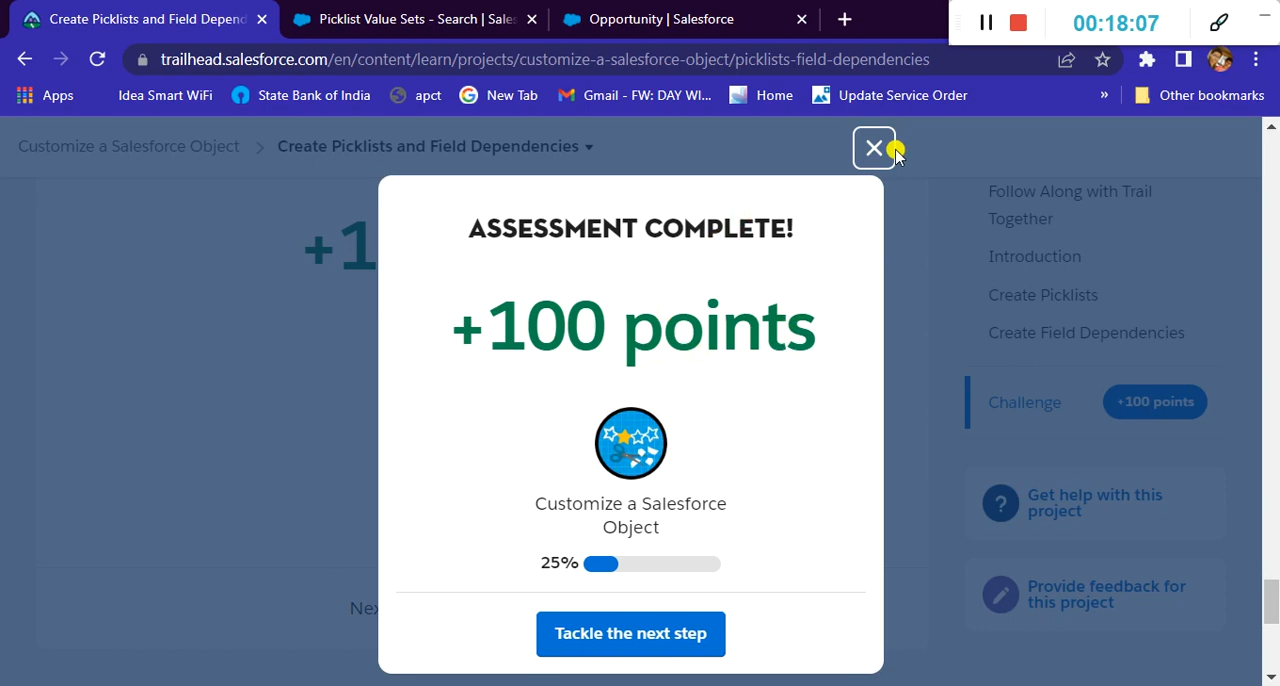 Create Picklists and Field Depend
Picklist Value Sets - Search | Sales
Opportunity | Salesforce
00:18:07
trailhead.salesforce.com/en/content/learn/projects/customize-a-salesforce-object/picklists-field-dependencies
Apps
Idea Smart WiFi
State Bank of India
apct
New Tab
Gmail - FW: DAY WI...
Home
Update Service Order
»
Other bookmarks
Customize a Salesforce Object
Create Picklists and Field Dependencies
ASSESSMENT COMPLETE!
+100 points
Customize a Salesforce
Object
25%
Tackle the next step
+1
Nex
Follow Along with Trail
Together
Introduction
Create Picklists
Create Field Dependencies
Challenge
+100 points
Get help with this
project
Provide feedback for
this project